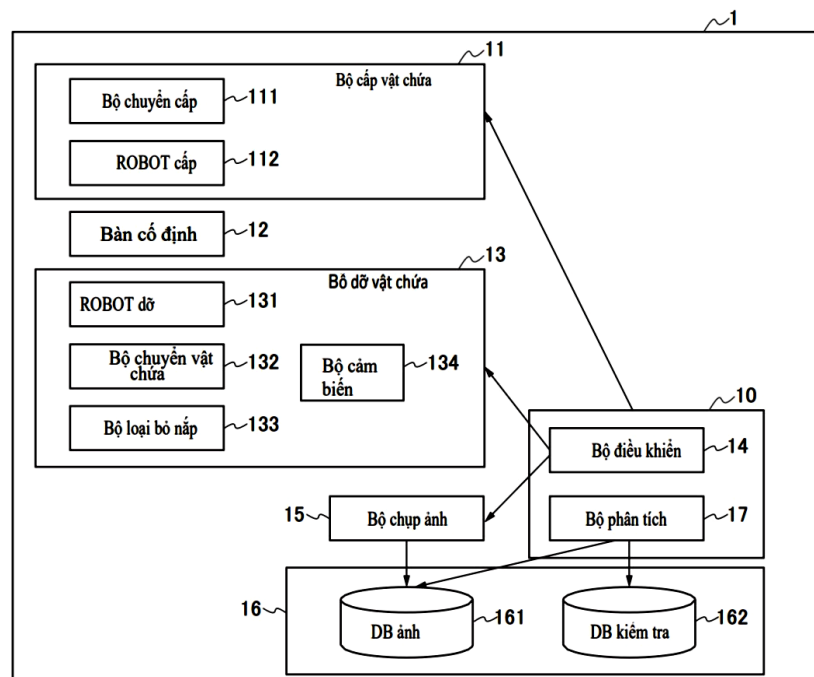 1
11
Bộ cấp vật chứa
Bộ chuyển cấp
111
ROBOT cấp
112
Bàn cố định
12
13
Bô dỡ vật chứa
ROBOT dỡ
131
Bộ chuyển vật
chứa
132
Bộ cảm
biến
134
Bộ loại bỏ nắp
133
10
Bộ điều khiển
14
15
Bộ chụp ảnh
Bộ phân tích
17
16
DB ảnh
161
DB kiểm tra
162